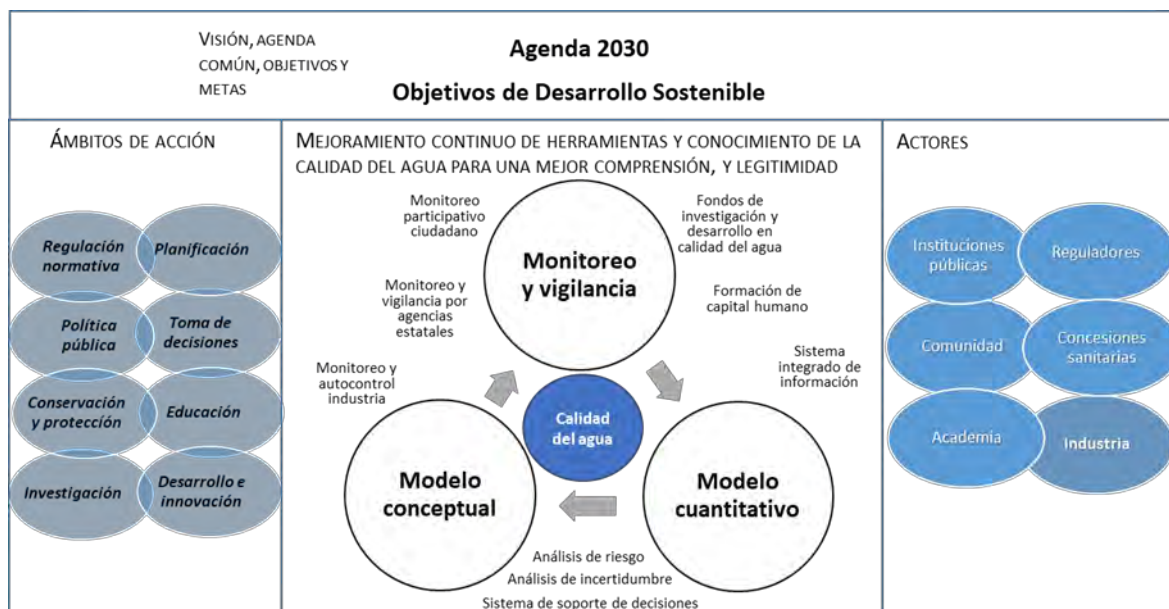 VISIÓN, AGENDA
COMÚN, OBJETIVOS Y
METAS
Agenda 2030
Objetivos de Desarrollo Sostenible
ÁMBITOS DE ACCIÓN
Regulación
normativa
Planificación
Política
pública
Toma de
decisiones
Conservación
y protección
Educación
Investigación
Desarrollo e
innovación
MEJORAMIENTO CONTINUO DE HERRAMIENTAS Y CONOCIMIENTO DE LA
CALIDAD DEL AGUA PARA UNA MEJOR COMPRENSIÓN, Y LEGITIMIDAD
Monitoreo
participativo
ciudadano
Monitoreo y
vigilancia por
agencias
estatales
Monitoreo y
autocontrol
industria
Monitoreo
y vigilancia
Fondos de
investigación y
desarrollo en
calidad del agua
Formación de
capital humano
Sistema
integrado de
información
Calidad
del agua
Modelo
conceptual
Modelo
cuantitativo
Análisis de riesgo
Análisis de incertidumbre
Sistema de soporte de decisiones
ACTORES
Instituciones
públicas
Reguladores
Comunidad
Concesiones
sanitarias
Academia
Industria